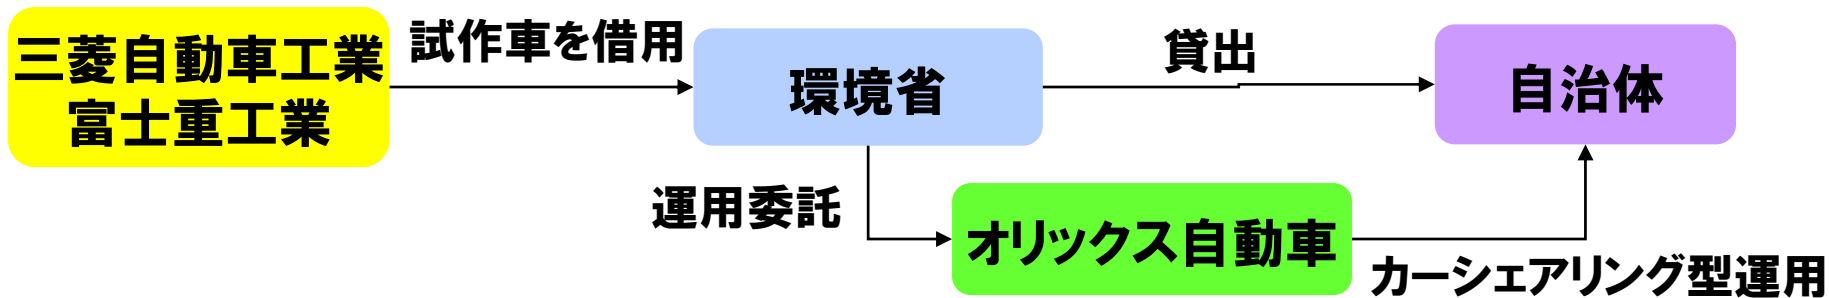 三菱自動車工業
富士重工業
試作車を借用
環境省
貸出
自治体
運用委託
オリックス自動車
カーシェアリング型運用